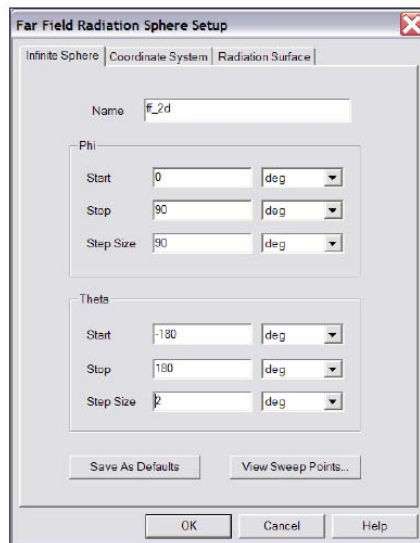 Far Field Radiation Sphere Setup
Infinite Sphere Coordinate System Radiation Surface
Name ff_2d
Phi
Start 0 deg
Stop 90 deg
Step Size 90 deg
Theta
Start -180 deg
Stop 180 deg
Step Size 2 deg
Save As Defaults View Sweep Points...
OK Cancel Help